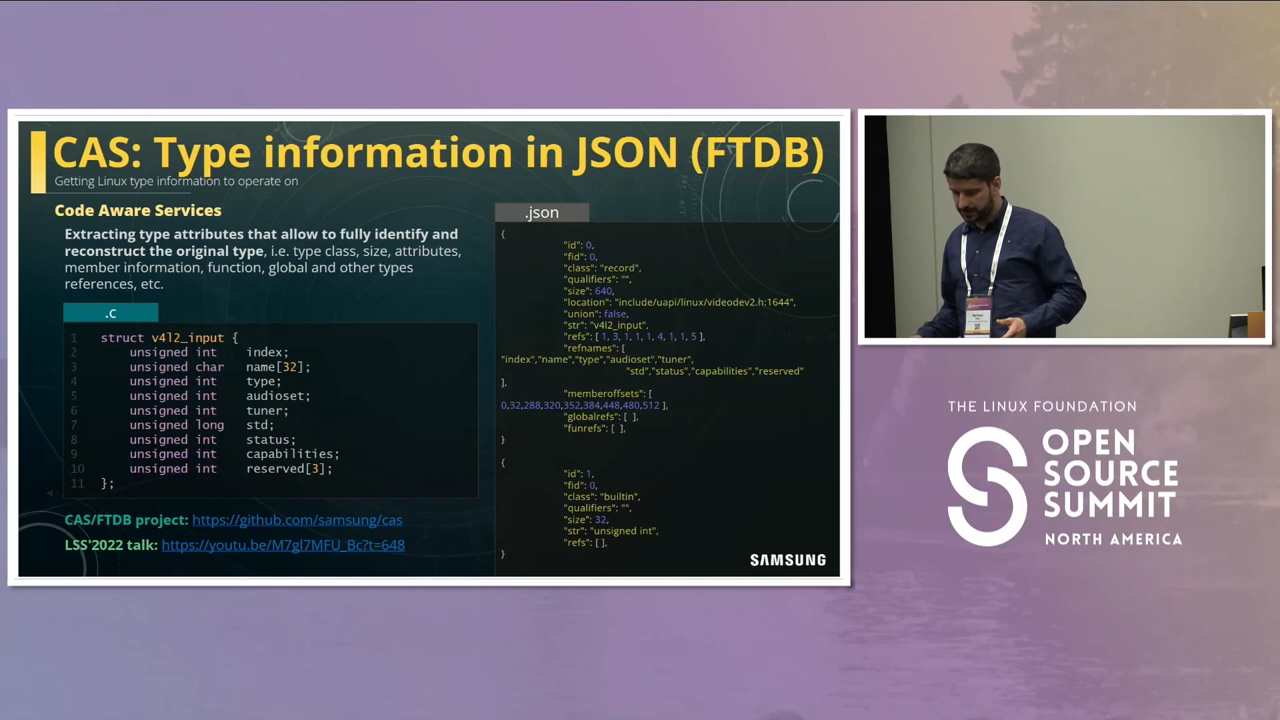 CAS: Type information in JSON (FTDB)
Getting Linux type information to operate on
Code Aware Services
Extracting type attributes that allow to fully identify and
reconstruct the original type, i.e. type class, size, attributes,
member information, function, global and other types
references, etc.
.c
1 struct v4l2_input {
2 unsigned int index;
3 unsigned char name[32];
4 unsigned int type;
5 unsigned int audioset;
6 unsigned int tuner;
7 unsigned long std;
8 unsigned int status;
9 unsigned int capabilities;
10 unsigned int reserved[3];
11 };
CAS/FTDB project: https://github.com/samsung/cas
LSS'2022 talk: https://youtu.be/M7gl7MFU_Bc?t=648
.json
{
"id": 0,
"fid": 0,
"class": "record",
"qualifiers": "",
"size": 640,
"location": "include/uapi/linux/videodev2.h:1644",
"union": false,
"str": "v4l2_input",
"refs": [ 1, 3, 1, 1, 1, 4, 1, 1, 5 ],
"refnames": [
"index","name","type","audioset","tuner",
"std","status","capabilities","reserved"
],
"memberoffsets": [
0,32,288,320,352,384,448,480,512 ],
"globalrefs": [ ],
"funrefs": [ ],
}
{
"id": 1,
"fid": 0,
"class": "builtin",
"qualifiers": "",
"size": 32,
"str": "unsigned int",
"refs": [ ],
}
SAMSUNG
THE LINUX FOUNDATION
OPEN
SOURCE
SUMMIT
NORTH AMERICA